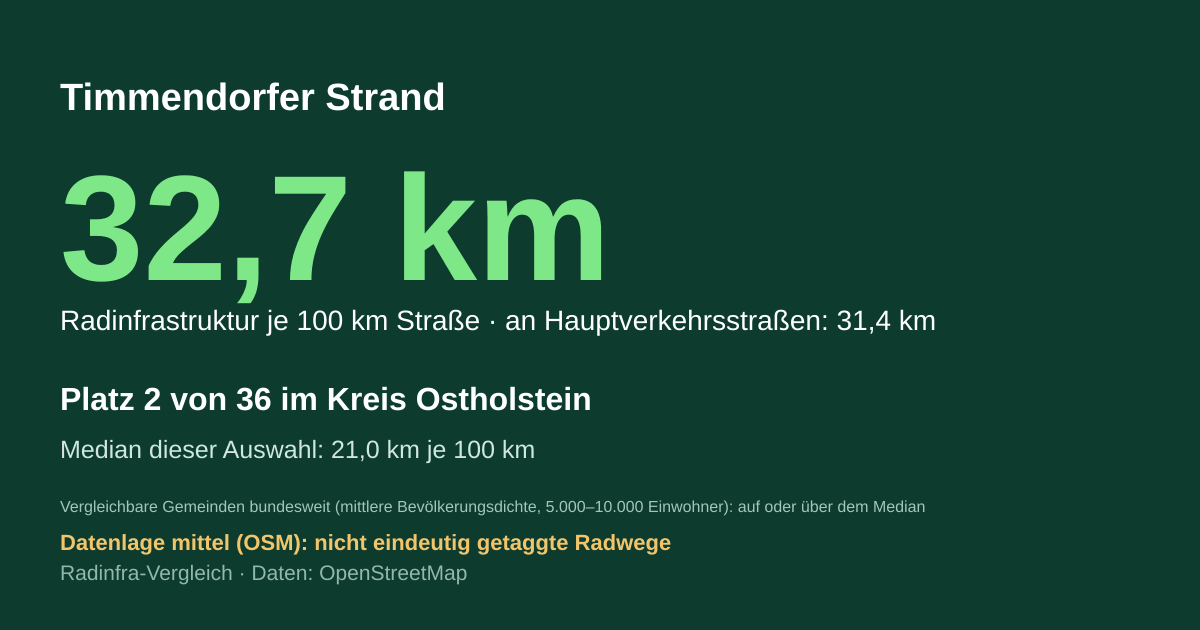 Timmendorfer Strand
32,7 km
Radinfrastruktur je 100 km Straße · an Hauptverkehrsstraßen: 31,4 km
Platz 2 von 36 im Kreis Ostholstein
Median dieser Auswahl: 21,0 km je 100 km
Vergleichbare Gemeinden bundesweit (mittlere Bevölkerungsdichte, 5.000–10.000 Einwohner): auf oder über dem Median
Datenlage mittel (OSM): nicht eindeutig getaggte Radwege
Radinfra-Vergleich · Daten: OpenStreetMap